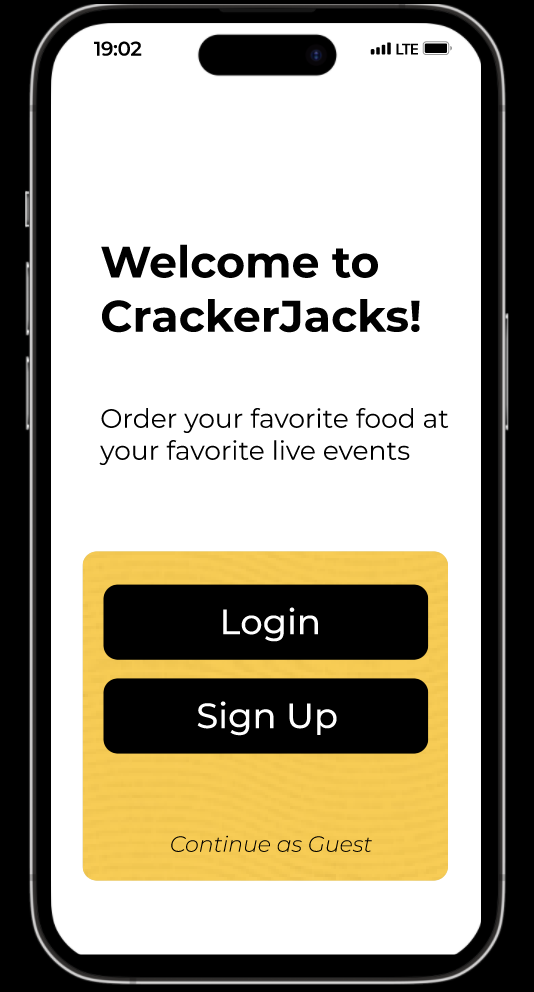 19:02 LTE
Welcome to
CrackerJacks!
Order your favorite food at
your favorite live events
Login
Sign Up
Continue as Guest